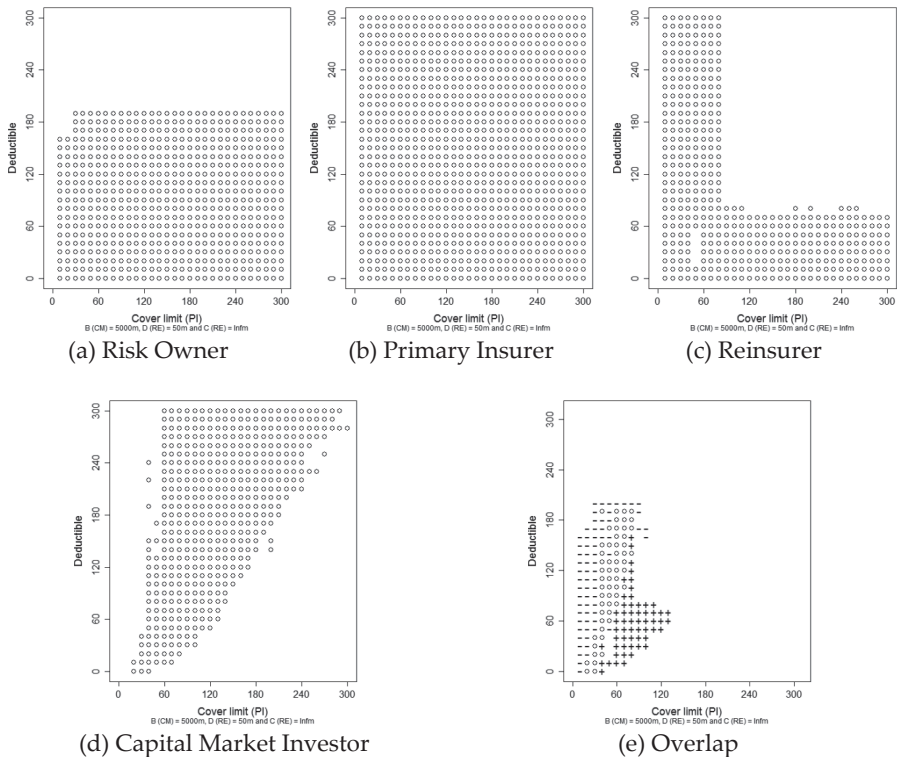 Deductible
0 60 120 180 240 300
0 60 120 180 240 300
Cover limit (PI)
B (CM) = 5000m, D (RE) = 50m and C (RE) = Infm
(a) Risk Owner
Deductible
0 60 120 180 240 300
0 60 120 180 240 300
Cover limit (PI)
B (CM) = 5000m, D (RE) = 50m and C (RE) = Infm
(b) Primary Insurer
Deductible
0 60 120 180 240 300
0 60 120 180 240 300
Cover limit (PI)
B (CM) = 5000m, D (RE) = 50m and C (RE) = Infm
(c) Reinsurer
Deductible
0 60 120 180 240 300
0 60 120 180 240 300
Cover limit (PI)
B (CM) = 5000m, D (RE) = 50m and C (RE) = Infm
(d) Capital Market Investor
Deductible
0 60 120 180 240 300
0 60 120 180 240 300
Cover limit (PI)
B (CM) = 5000m, D (RE) = 50m and C (RE) = Infm
(e) Overlap